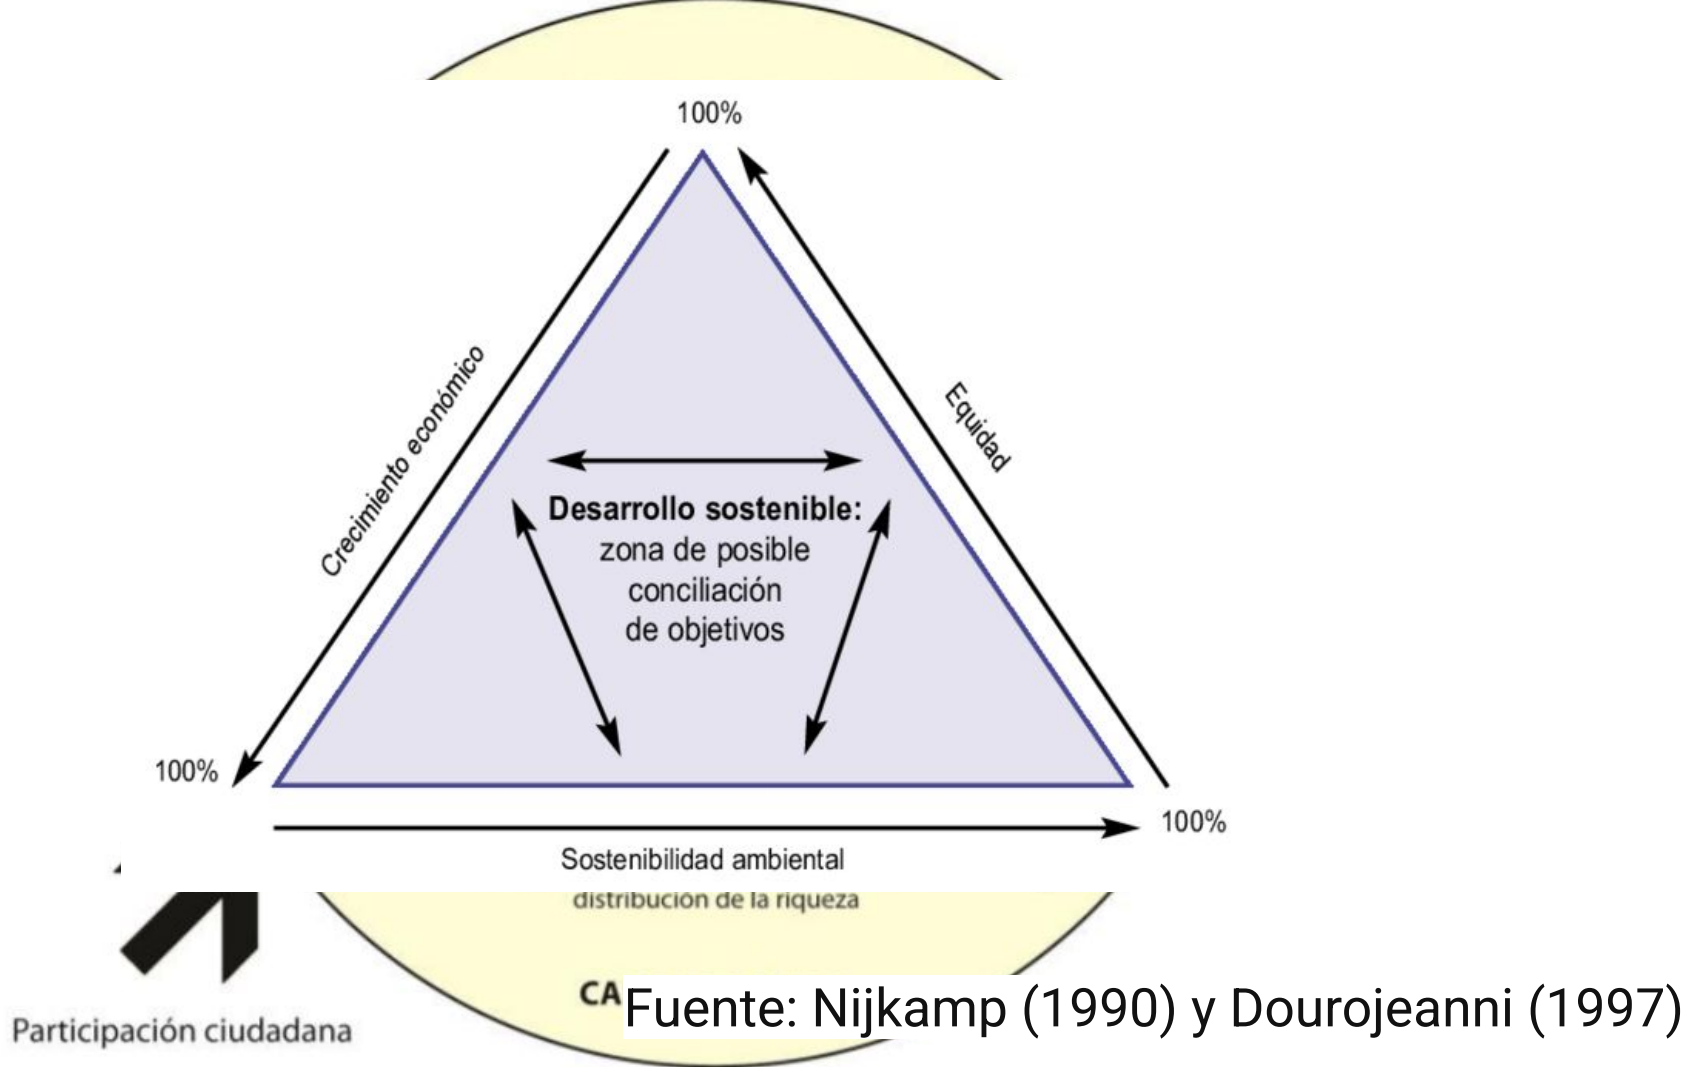 100%
Crecimiento económico
Equidad
Desarrollo sostenible:
zona de posible
conciliación
de objetivos
100%
100%
Sostenibilidad ambiental
distribución de la riqueza
CA
Fuente: Nijkamp (1990) y Dourojeanni (1997)
Participación ciudadana